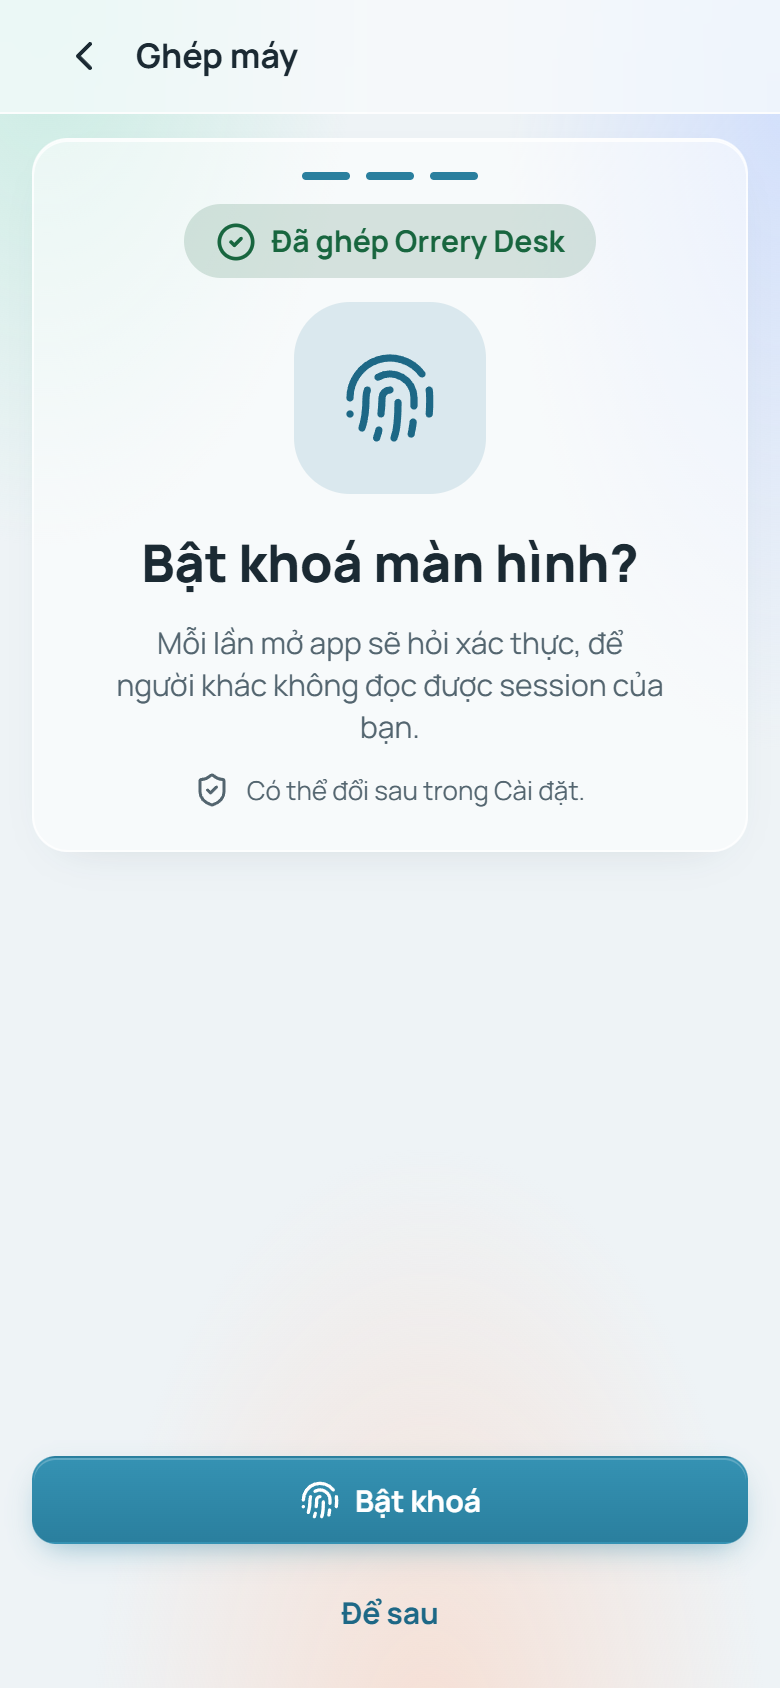 Ghép máy
Đã ghép Orrery Desk
Bật khoá màn hình?
Mỗi lần mở app sẽ hỏi xác thực, để
người khác không đọc được session của
bạn.
Có thể đổi sau trong Cài đặt.
Bật khoá
Để sau